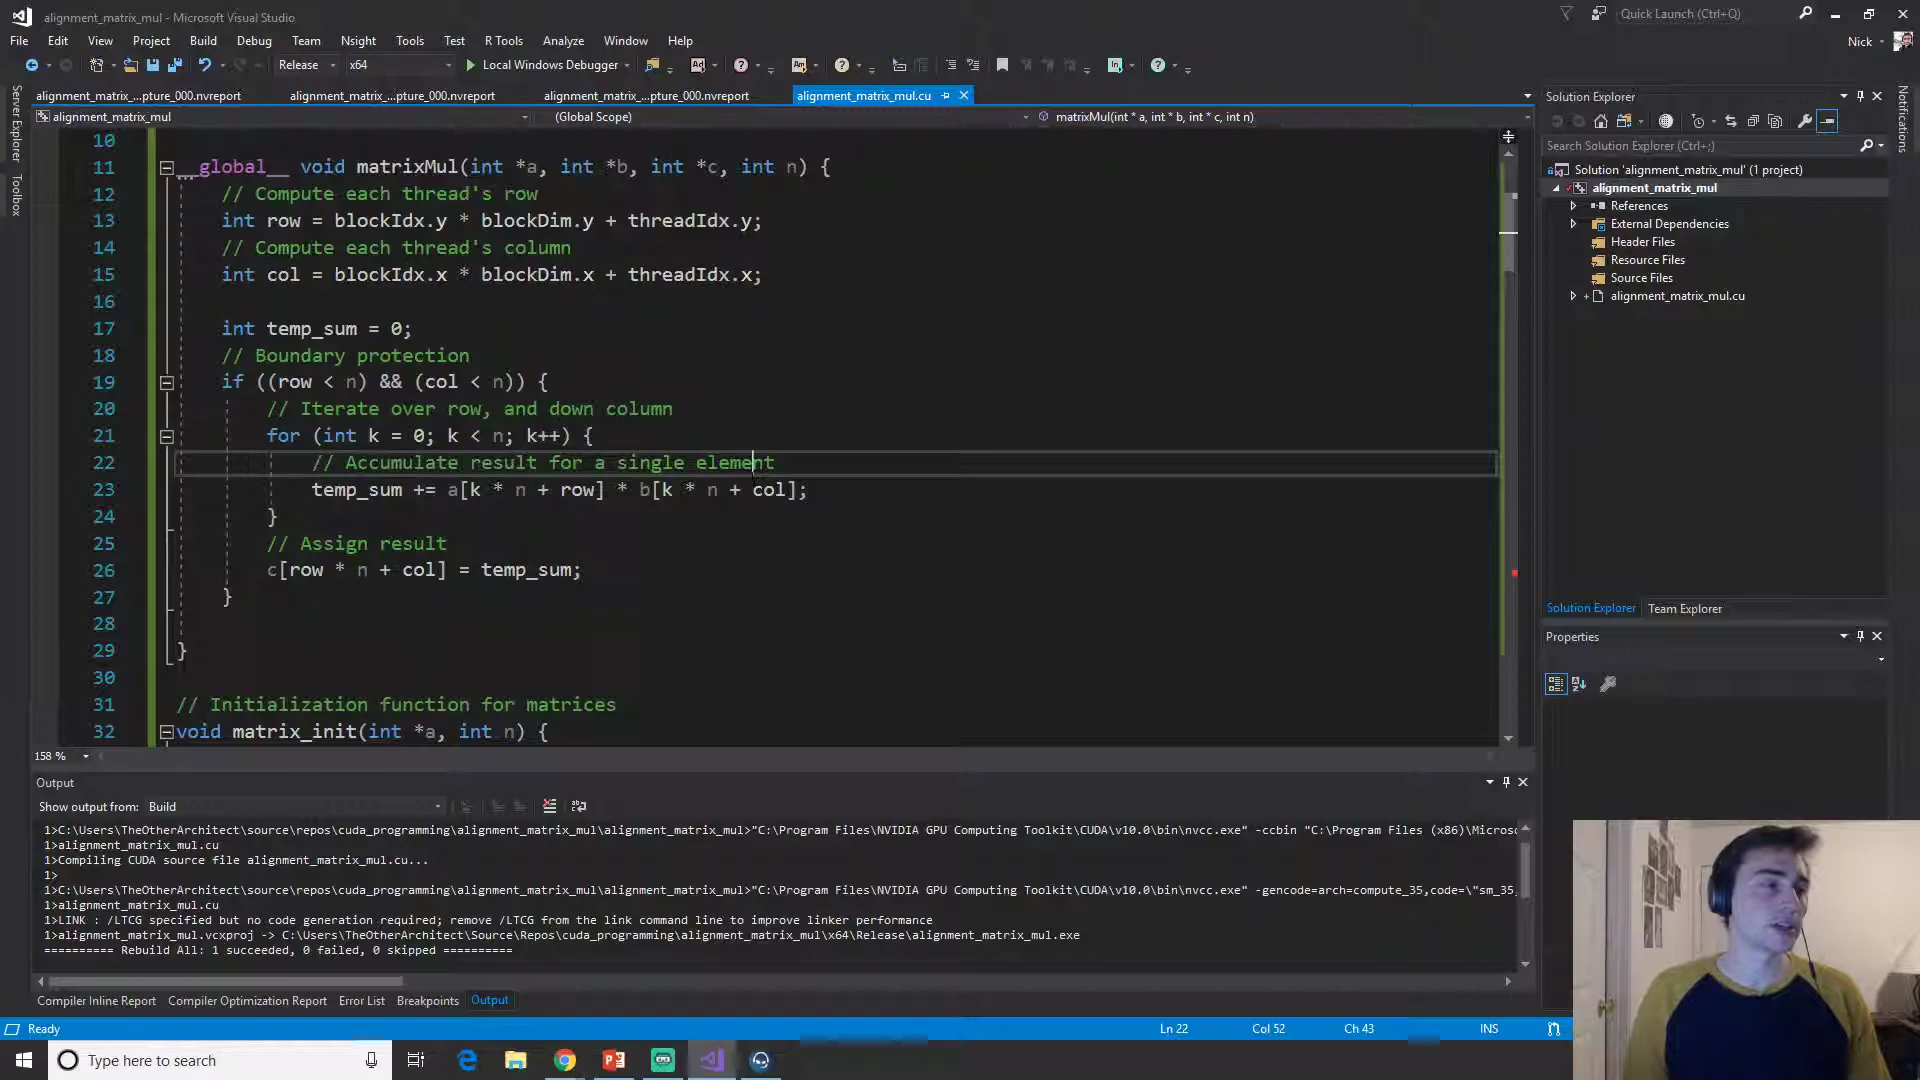 alignment_matrix_mul - Microsoft Visual Studio
Quick Launch (Ctrl+Q)
File Edit View Project Build Debug Team Nsight Tools Test R Tools Analyze Window Help
Nick
Release x64 Local Windows Debugger
alignment_matrix_...pture_000.nvreport alignment_matrix_...pture_000.nvreport alignment_matrix_...pture_000.nvreport alignment_matrix_mul.cu
alignment_matrix_mul (Global Scope) matrixMul(int * a, int * b, int * c, int n)
Server Explorer
Toolbox
10
11 __global__ void matrixMul(int *a, int *b, int *c, int n) {
12 // Compute each thread's row
13 int row = blockIdx.y * blockDim.y + threadIdx.y;
14 // Compute each thread's column
15 int col = blockIdx.x * blockDim.x + threadIdx.x;
16
17 int temp_sum = 0;
18 // Boundary protection
19 if ((row < n) && (col < n)) {
20 // Iterate over row, and down column
21 for (int k = 0; k < n; k++) {
22 // Accumulate result for a single element
23 temp_sum += a[k * n + row] * b[k * n + col];
24 }
25 // Assign result
26 c[row * n + col] = temp_sum;
27 }
28
29 }
30
31 // Initialization function for matrices
32 void matrix_init(int *a, int n) {
158 %
Solution Explorer
Search Solution Explorer (Ctrl+;)
Solution 'alignment_matrix_mul' (1 project)
alignment_matrix_mul
References
External Dependencies
Header Files
Resource Files
Source Files
alignment_matrix_mul.cu
Solution Explorer Team Explorer
Properties
Notifications
Output
Show output from: Build
1>C:\Users\TheOtherArchitect\source\repos\cuda_programming\alignment_matrix_mul\alignment_matrix_mul>"C:\Program Files\NVIDIA GPU Computing Toolkit\CUDA\v10.0\bin\nvcc.exe" -ccbin "C:\Program Files (x86)\Microso
1>alignment_matrix_mul.cu
1>Compiling CUDA source file alignment_matrix_mul.cu...
1>
1>C:\Users\TheOtherArchitect\source\repos\cuda_programming\alignment_matrix_mul\alignment_matrix_mul>"C:\Program Files\NVIDIA GPU Computing Toolkit\CUDA\v10.0\bin\nvcc.exe" -gencode=arch=compute_35,code=\"sm_35,
1>alignment_matrix_mul.cu
1>LINK : /LTCG specified but no code generation required; remove /LTCG from the link command line to improve linker performance
1>alignment_matrix_mul.vcxproj -> C:\Users\TheOtherArchitect\Source\Repos\cuda_programming\alignment_matrix_mul\x64\Release\alignment_matrix_mul.exe
========== Rebuild All: 1 succeeded, 0 failed, 0 skipped ==========
Compiler Inline Report Compiler Optimization Report Error List Breakpoints Output
Ready Ln 22 Col 52 Ch 43 INS
Type here to search